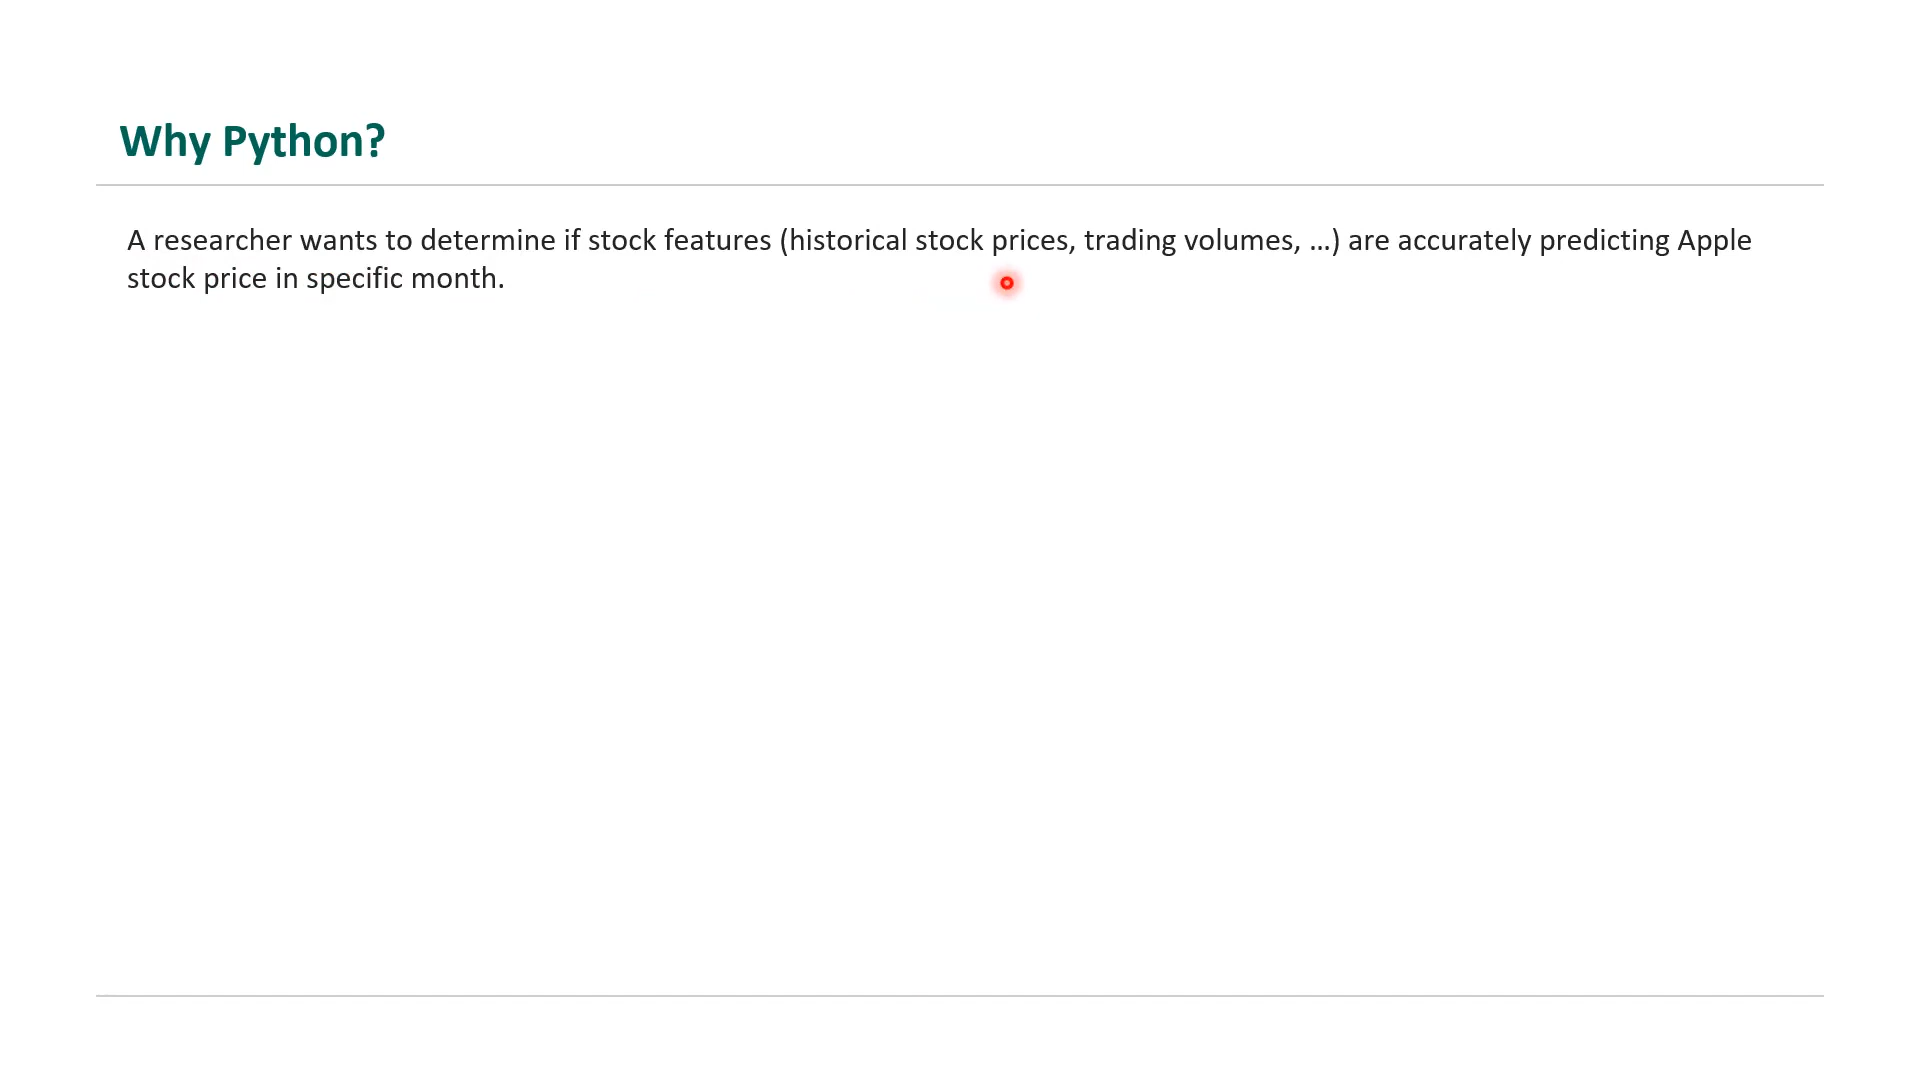 Why Python?
A researcher wants to determine if stock features (historical stock prices, trading volumes, …) are accurately predicting Apple
stock price in specific month.